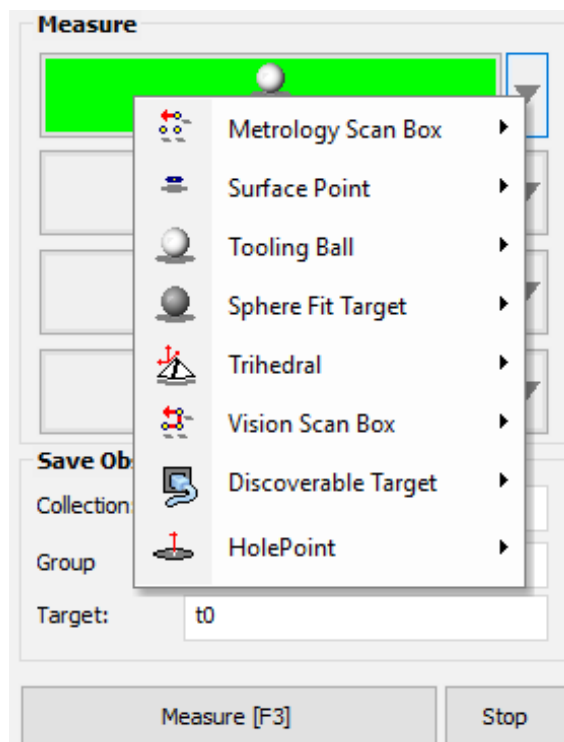 Measure
Metrology Scan Box
Surface Point
Tooling Ball
Sphere Fit Target
Trihedral
Vision Scan Box
Discoverable Target
HolePoint
Save Ob
Collection:
Group
Target: t0
Measure [F3] Stop